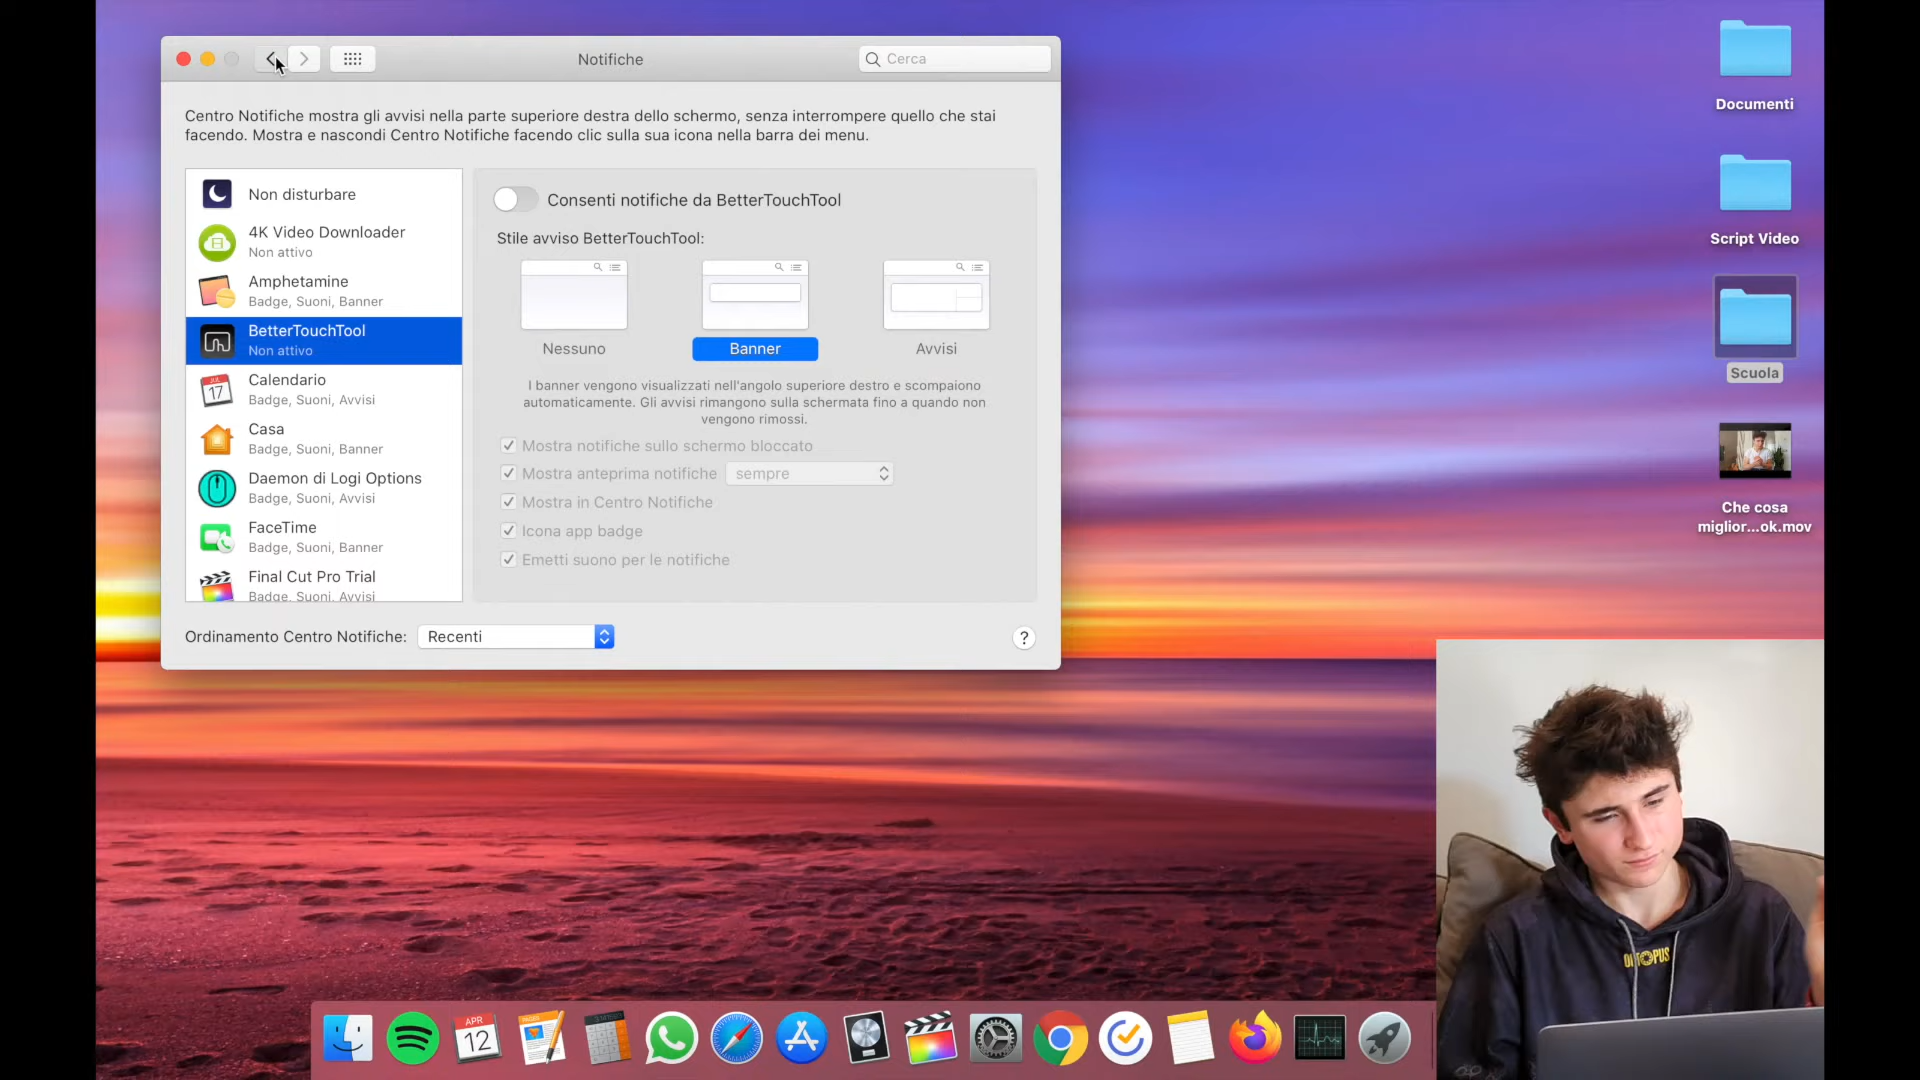 Notifiche
Cerca
Centro Notifiche mostra gli avvisi nella parte superiore destra dello schermo, senza interrompere quello che stai
facendo. Mostra e nascondi Centro Notifiche facendo clic sulla sua icona nella barra dei menu.
Non disturbare
4K Video Downloader
Non attivo
Amphetamine
Badge, Suoni, Banner
BetterTouchTool
Non attivo
Calendario
Badge, Suoni, Avvisi
Casa
Badge, Suoni, Banner
Daemon di Logi Options
Badge, Suoni, Avvisi
FaceTime
Badge, Suoni, Banner
Final Cut Pro Trial
Badge, Suoni, Avvisi
JUL
17
Consenti notifiche da BetterTouchTool
Stile avviso BetterTouchTool:
Nessuno
Banner
Avvisi
I banner vengono visualizzati nell'angolo superiore destro e scompaiono
automaticamente. Gli avvisi rimangono sulla schermata fino a quando non
vengono rimossi.
Mostra notifiche sullo schermo bloccato
Mostra anteprima notifiche sempre
Mostra in Centro Notifiche
Icona app badge
Emetti suono per le notifiche
Ordinamento Centro Notifiche: Recenti
?
Documenti
Script Video
Scuola
Che cosa
miglior...ok.mov
OCTOPUS
APR
12
PAGES